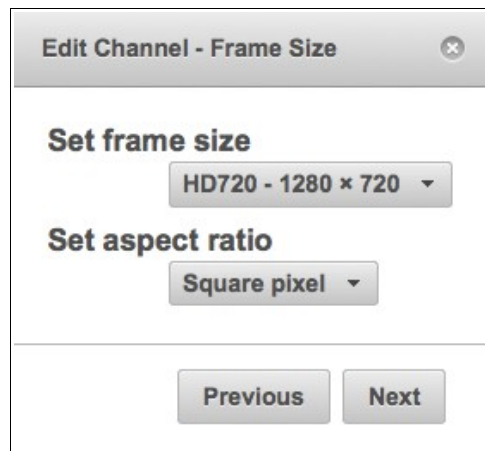 Edit Channel - Frame Size
Set frame size
HD720 - 1280 × 720
Set aspect ratio
Square pixel
Previous Next